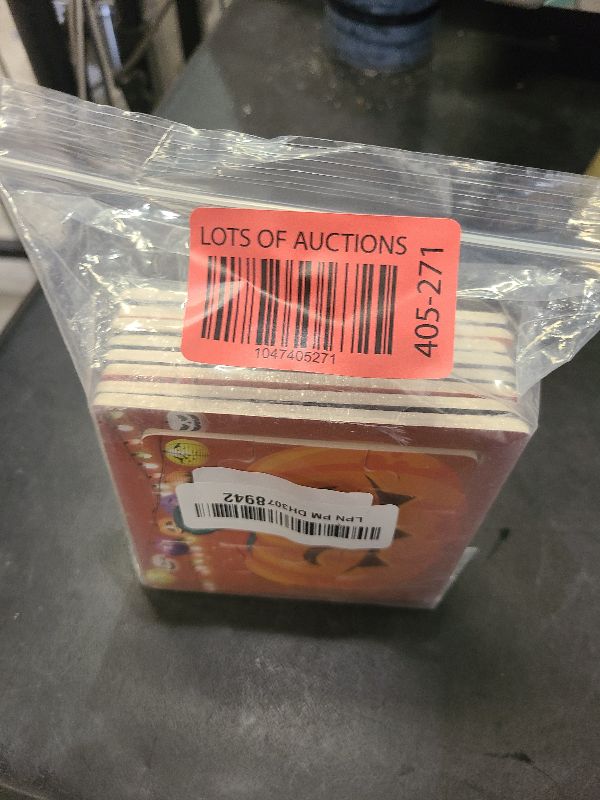 LOTS OF AUCTIONS
1047405271
405-271
LPN PM DH3078942